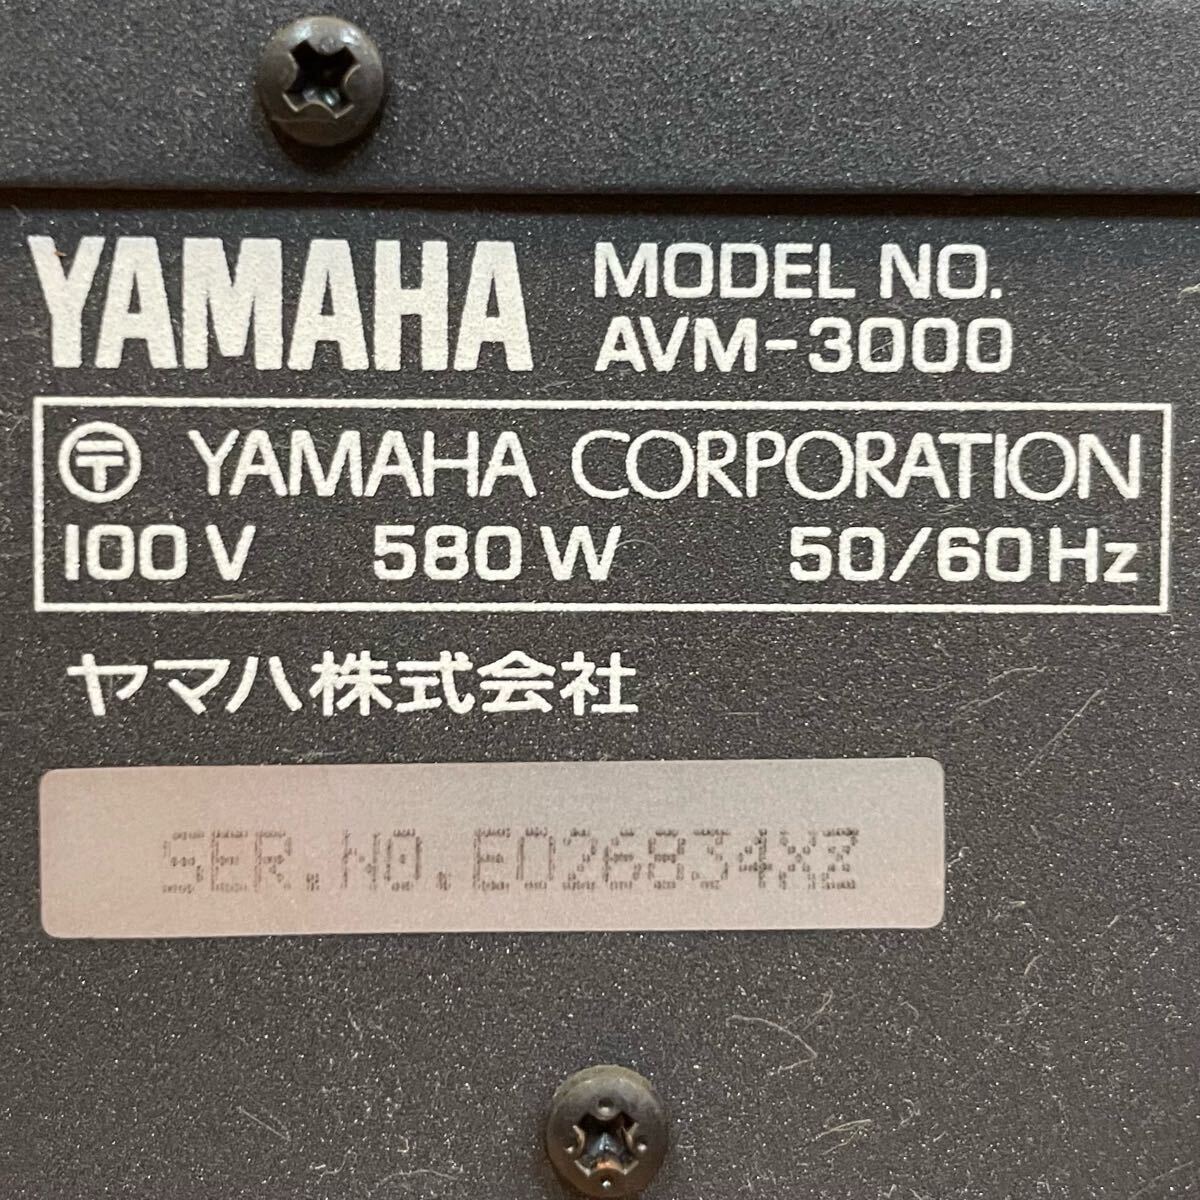 YAMAHA MODEL NO.
AVM-3000
〒 YAMAHA CORPORATION
100V 580W 50/60Hz
ヤマハ株式会社
SER.NO.EO26834XZ